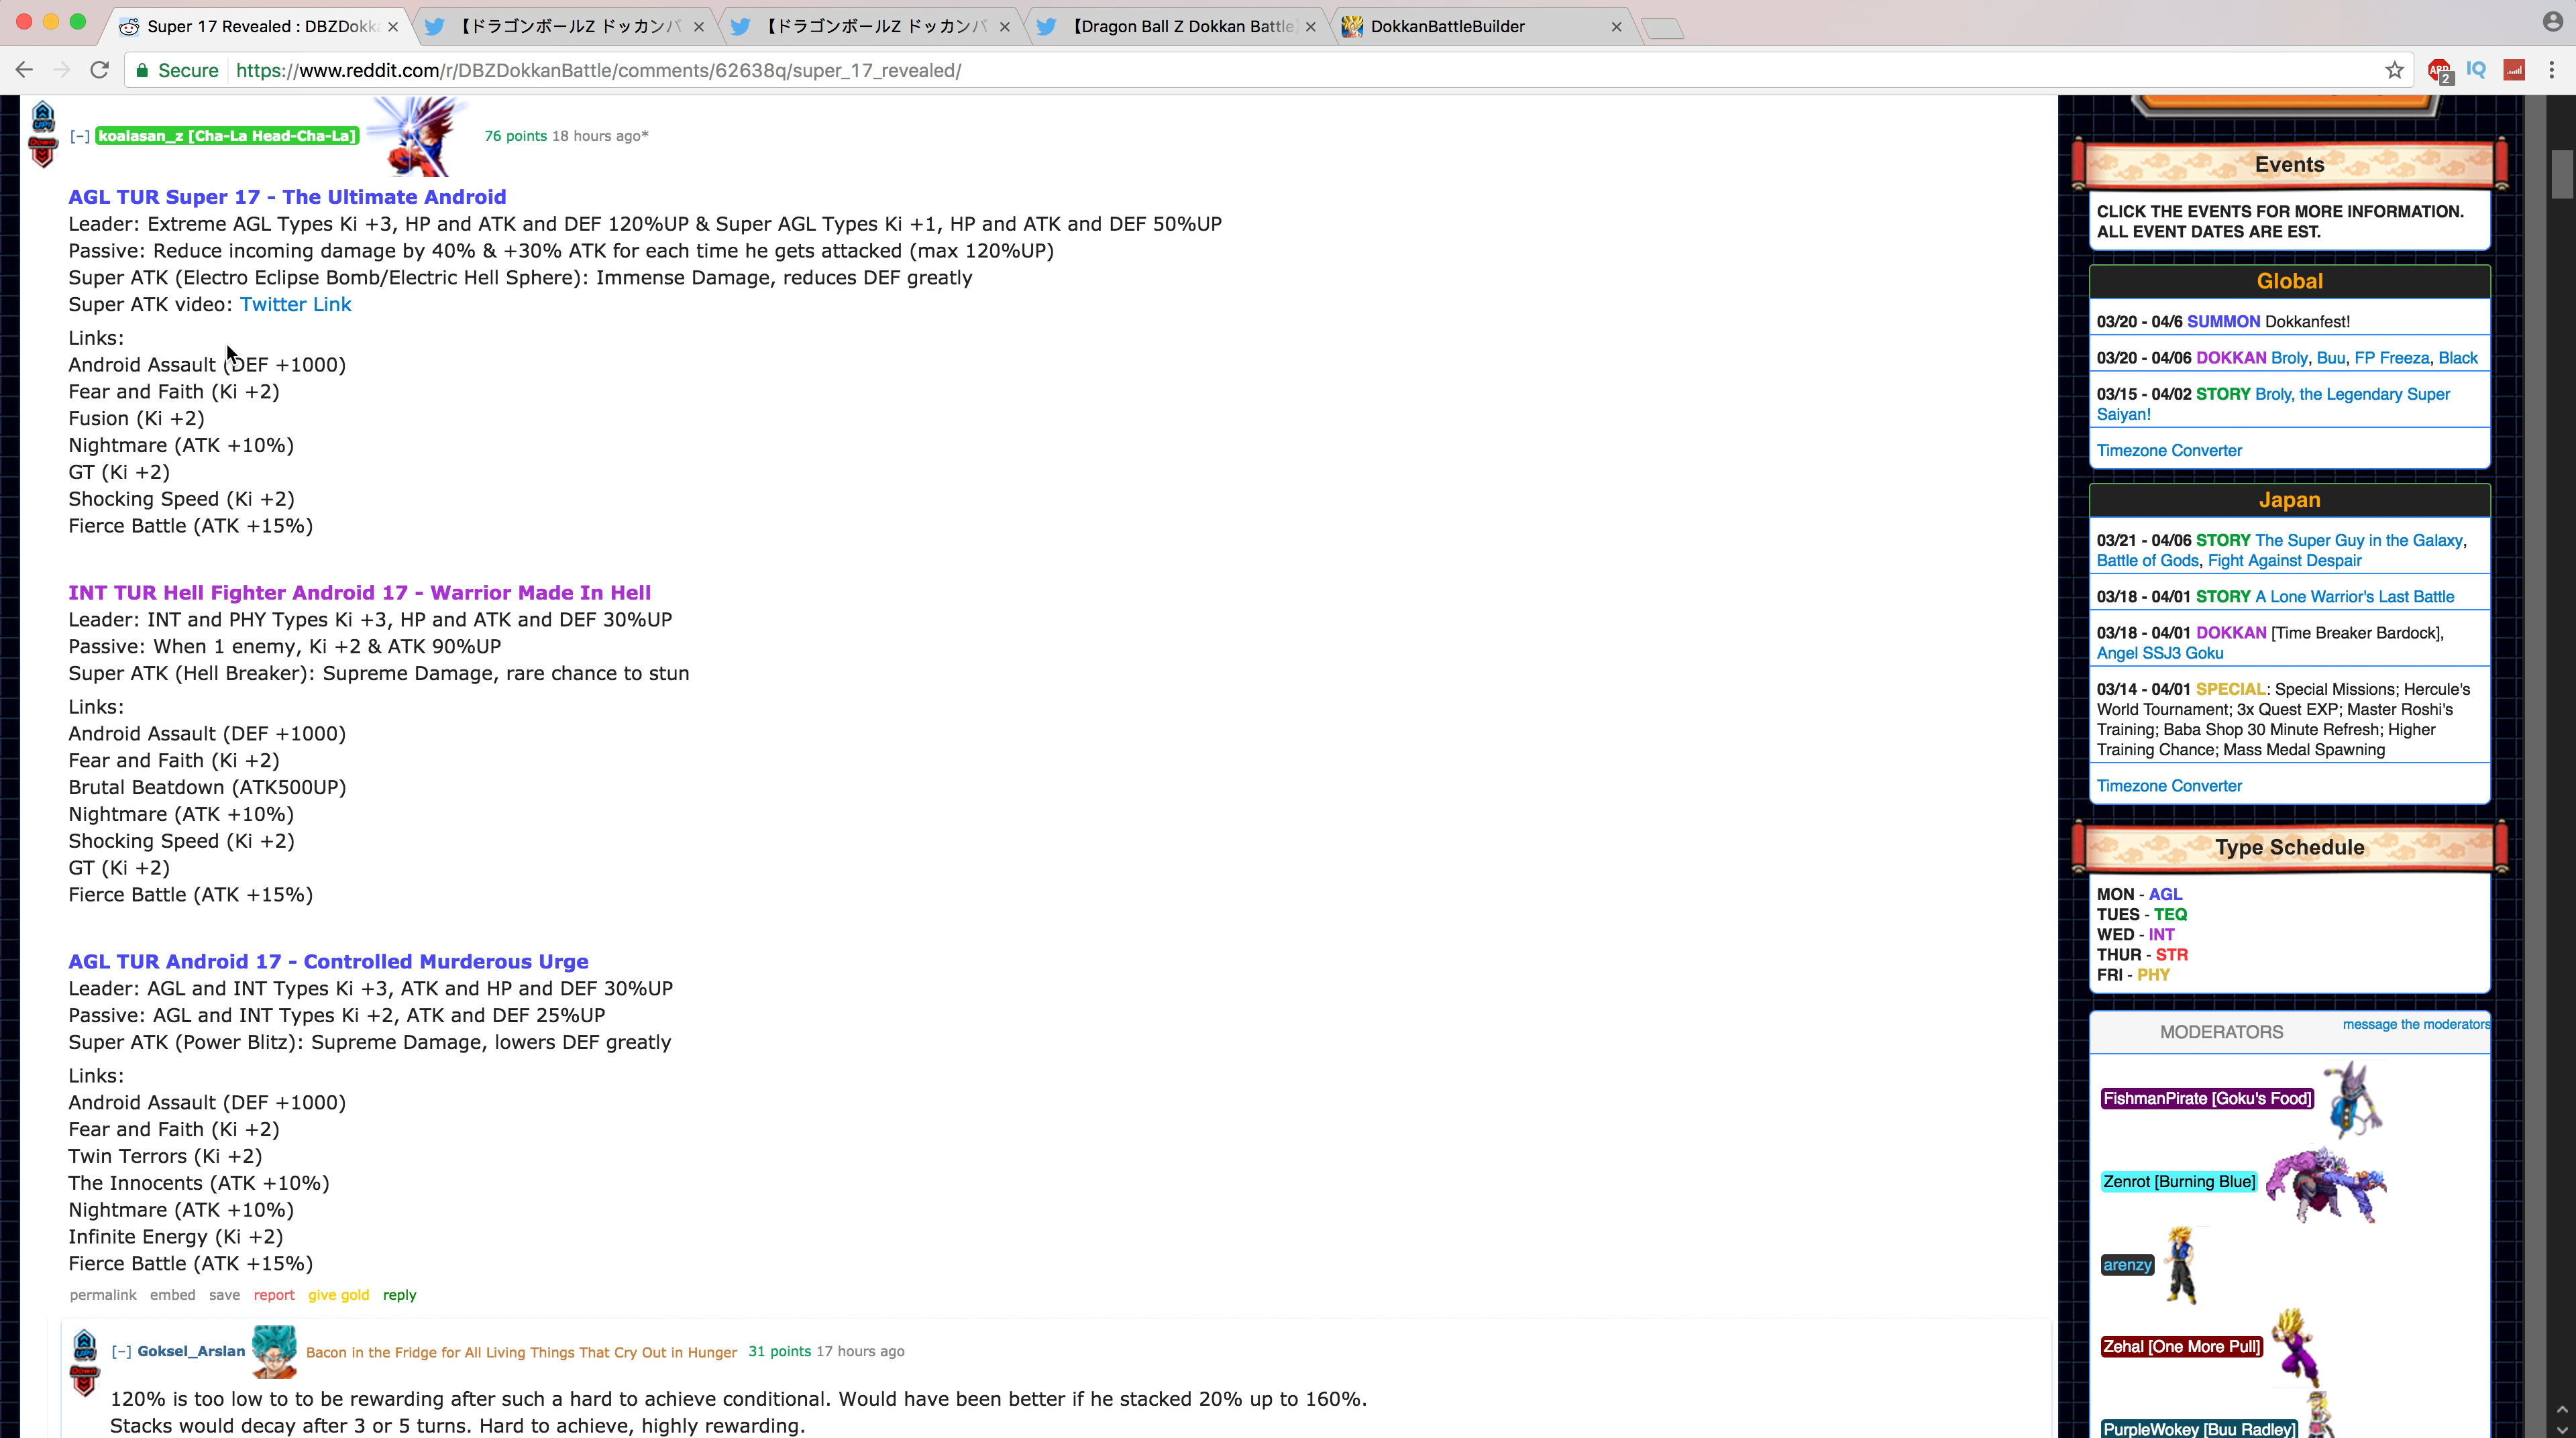 Super 17 Revealed : DBZDokk
【ドラゴンボールZ ドッカンバ
【ドラゴンボールZ ドッカンバ
【Dragon Ball Z Dokkan Battle
DokkanBattleBuilder
Secure
https://www.reddit.com/r/DBZDokkanBattle/comments/62638q/super_17_revealed/
ABP
2
IQ
UP!
Down
[-] koalasan_z [Cha-La Head-Cha-La]
76 points 18 hours ago*
AGL TUR Super 17 - The Ultimate Android
Leader: Extreme AGL Types Ki +3, HP and ATK and DEF 120%UP & Super AGL Types Ki +1, HP and ATK and DEF 50%UP
Passive: Reduce incoming damage by 40% & +30% ATK for each time he gets attacked (max 120%UP)
Super ATK (Electro Eclipse Bomb/Electric Hell Sphere): Immense Damage, reduces DEF greatly
Super ATK video: Twitter Link
Links:
Android Assault (DEF +1000)
Fear and Faith (Ki +2)
Fusion (Ki +2)
Nightmare (ATK +10%)
GT (Ki +2)
Shocking Speed (Ki +2)
Fierce Battle (ATK +15%)
INT TUR Hell Fighter Android 17 - Warrior Made In Hell
Leader: INT and PHY Types Ki +3, HP and ATK and DEF 30%UP
Passive: When 1 enemy, Ki +2 & ATK 90%UP
Super ATK (Hell Breaker): Supreme Damage, rare chance to stun
Links:
Android Assault (DEF +1000)
Fear and Faith (Ki +2)
Brutal Beatdown (ATK500UP)
Nightmare (ATK +10%)
Shocking Speed (Ki +2)
GT (Ki +2)
Fierce Battle (ATK +15%)
AGL TUR Android 17 - Controlled Murderous Urge
Leader: AGL and INT Types Ki +3, ATK and HP and DEF 30%UP
Passive: AGL and INT Types Ki +2, ATK and DEF 25%UP
Super ATK (Power Blitz): Supreme Damage, lowers DEF greatly
Links:
Android Assault (DEF +1000)
Fear and Faith (Ki +2)
Twin Terrors (Ki +2)
The Innocents (ATK +10%)
Nightmare (ATK +10%)
Infinite Energy (Ki +2)
Fierce Battle (ATK +15%)
permalink embed save report give gold reply
UP!
Down
[-] Goksel_Arslan
Bacon in the Fridge for All Living Things That Cry Out in Hunger 31 points 17 hours ago
120% is too low to to be rewarding after such a hard to achieve conditional. Would have been better if he stacked 20% up to 160%.
Stacks would decay after 3 or 5 turns. Hard to achieve, highly rewarding.
Events
CLICK THE EVENTS FOR MORE INFORMATION.
ALL EVENT DATES ARE EST.
Global
03/20 - 04/6 SUMMON Dokkanfest!
03/20 - 04/06 DOKKAN Broly, Buu, FP Freeza, Black
03/15 - 04/02 STORY Broly, the Legendary Super
Saiyan!
Timezone Converter
Japan
03/21 - 04/06 STORY The Super Guy in the Galaxy,
Battle of Gods, Fight Against Despair
03/18 - 04/01 STORY A Lone Warrior's Last Battle
03/18 - 04/01 DOKKAN [Time Breaker Bardock],
Angel SSJ3 Goku
03/14 - 04/01 SPECIAL: Special Missions; Hercule's
World Tournament; 3x Quest EXP; Master Roshi's
Training; Baba Shop 30 Minute Refresh; Higher
Training Chance; Mass Medal Spawning
Timezone Converter
Type Schedule
MON - AGL
TUES - TEQ
WED - INT
THUR - STR
FRI - PHY
MODERATORS
message the moderators
FishmanPirate [Goku's Food]
Zenrot [Burning Blue]
arenzy
Zehal [One More Pull]
PurpleWokey [Buu Radley]